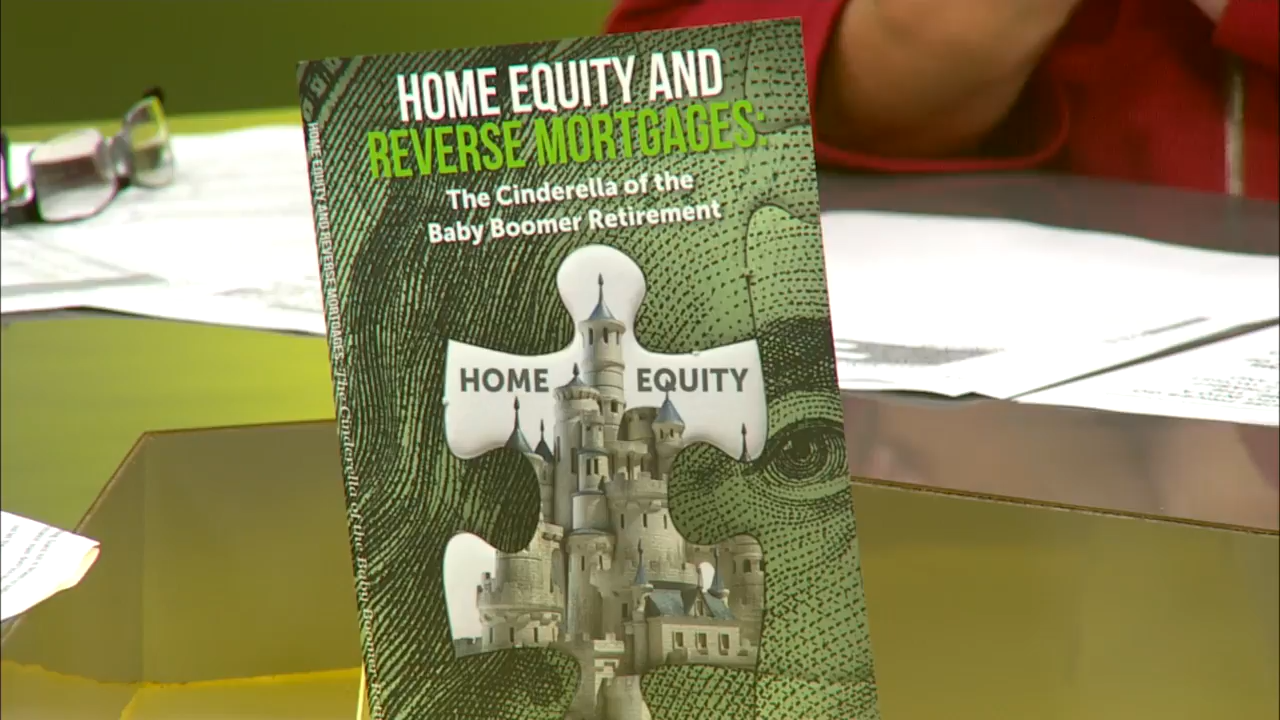 HOME EQUITY AND
REVERSE MORTGAGES:
The Cinderella of the
Baby Boomer Retirement
HOME EQUITY
HOME EQUITY AND REVERSE MORTGAGES: The Cinderella of the Baby Boomer